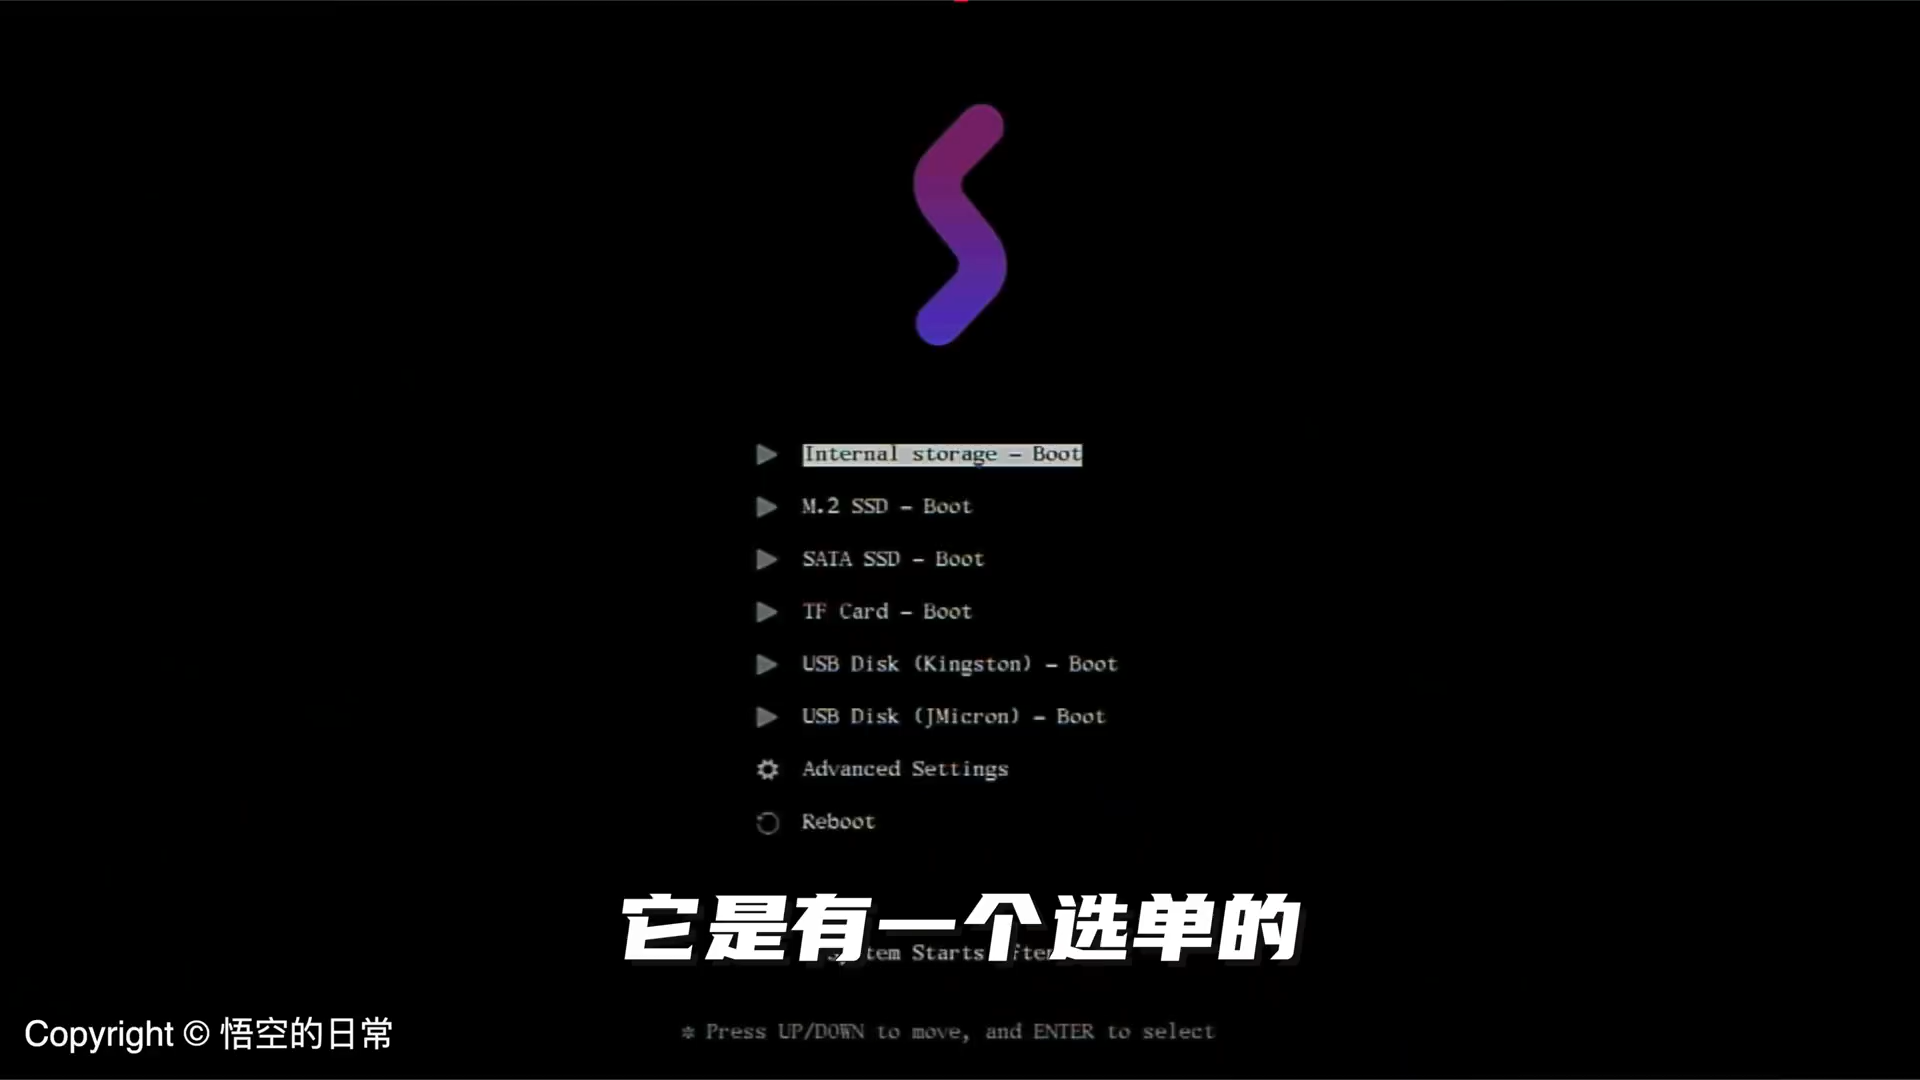 Internal storage - Boot
M.2 SSD - Boot
SATA SSD - Boot
TF Card - Boot
USB Disk (Kingston) - Boot
USB Disk (JMicron) - Boot
Advanced Settings
Reboot
它是有一个选单的
Starts
Copyright © 悟空的日常
* Press UP/DOWN to move, and ENTER to select